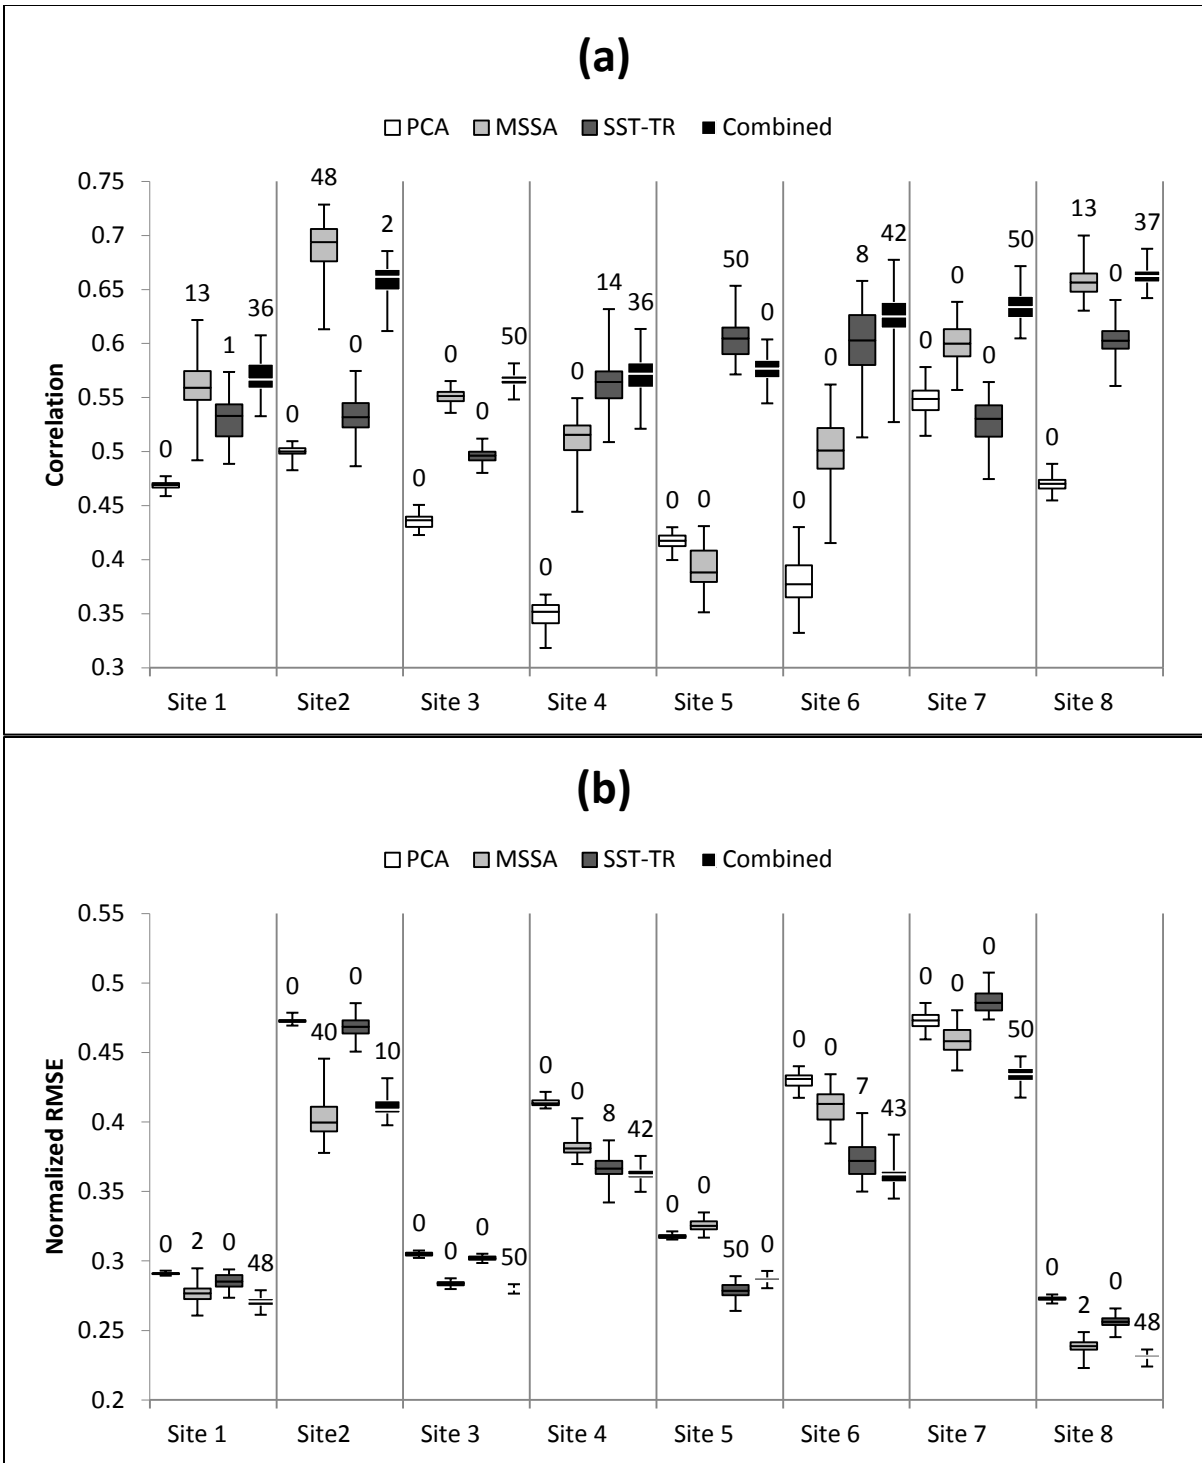 (a)
PCA MSSA SST-TR Combined
Correlation
0.75
0.7
0.65
0.6
0.55
0.5
0.45
0.4
0.35
0.3
0 13 1 36
0 48 0 2
0 0 0 50
0 0 14 36
0 0 50 0
0 0 8 42
0 0 0 50
0 13 0 37
Site 1 Site2 Site 3 Site 4 Site 5 Site 6 Site 7 Site 8
(b)
PCA MSSA SST-TR Combined
Normalized RMSE
0.55
0.5
0.45
0.4
0.35
0.3
0.25
0.2
0 2 0 48
0 40 0 10
0 0 0 50
0 0 8 42
0 0 50 0
0 0 7 43
0 0 0 50
0 2 0 48
Site 1 Site2 Site 3 Site 4 Site 5 Site 6 Site 7 Site 8